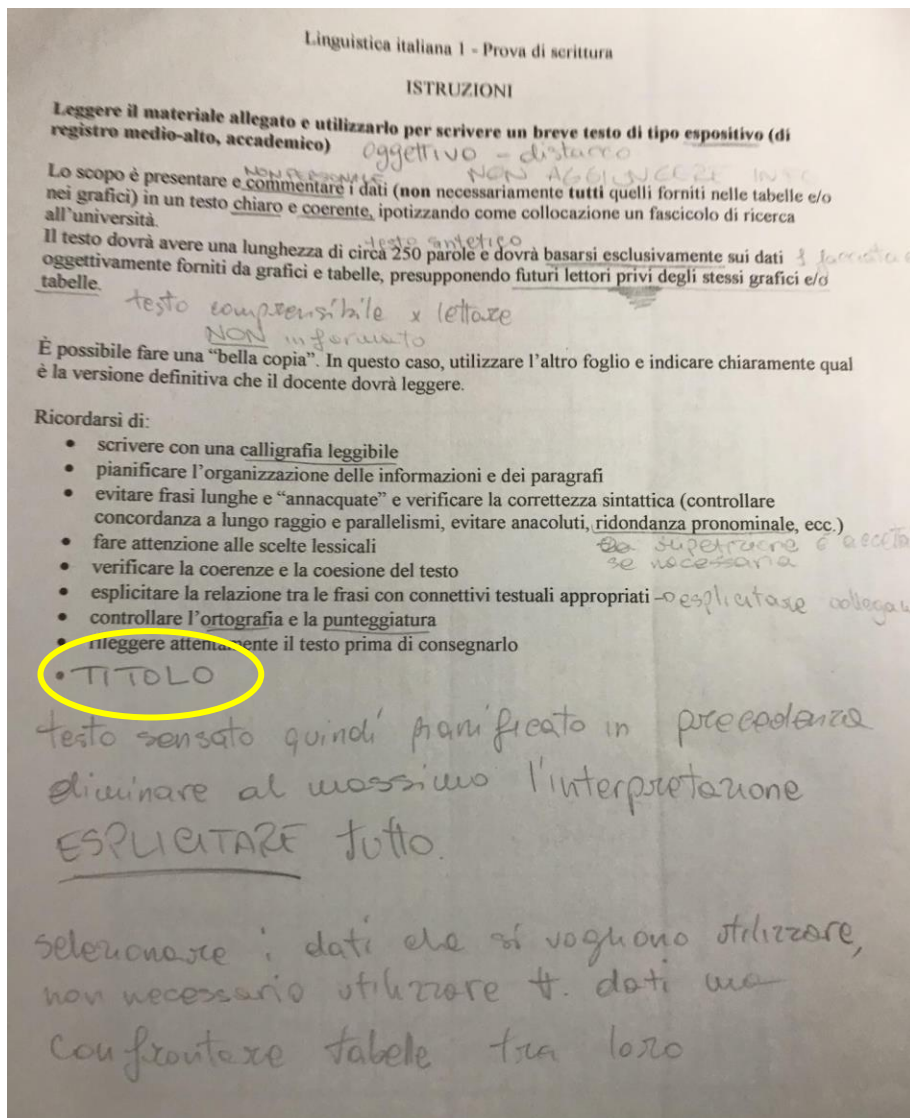 Linguistica italiana 1 - Prova di scrittura
ISTRUZIONI
Leggere il materiale allegato e utilizzarlo per scrivere un breve testo di tipo espositivo (di
registro medio-alto, accademico)
oggettivo - distacco
NON PERSONALE NON AGGIUNGERE
Lo scopo è presentare e commentare i dati (non necessariamente tutti quelli forniti nelle tabelle e/o
nei grafici) in un testo chiaro e coerente, ipotizzando come collocazione un fascicolo di ricerca
all'università.
testo sintetico
Il testo dovrà avere una lunghezza di circa 250 parole e dovrà basarsi esclusivamente sui dati
oggettivamente forniti da grafici e tabelle, presupponendo futuri lettori privi degli stessi grafici e/o
tabelle.
testo comprensibile x lettore
NON informato
È possibile fare una "bella copia". In questo caso, utilizzare l'altro foglio e indicare chiaramente qual
è la versione definitiva che il docente dovrà leggere.
Ricordarsi di:
• scrivere con una calligrafia leggibile
• pianificare l'organizzazione delle informazioni e dei paragrafi
• evitare frasi lunghe e "annacquate" e verificare la correttezza sintattica (controllare
concordanza a lungo raggio e parallelismi, evitare anacoluti, ridondanza pronominale, ecc.)
• fare attenzione alle scelte lessicali
se necessaria
• verificare la coerenze e la coesione del testo
• esplicitare la relazione tra le frasi con connettivi testuali appropriati → esplicitare
• controllare l'ortografia e la punteggiatura
• rileggere attentamente il testo prima di consegnarlo
• TITOLO
testo sensato quindi pianificato in precedenza
eliminare al massimo l'interpretazione
ESPLICITARE tutto.
selezionare i dati che si vogliono utilizzare,
non necessario utilizzare t. dati ma
confrontare tabelle tra loro